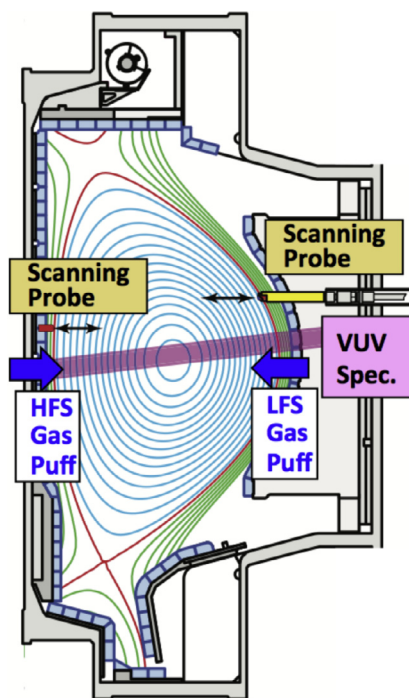 Scanning
Probe
Scanning
Probe
VUV
Spec.
HFS
Gas
Puff
LFS
Gas
Puff